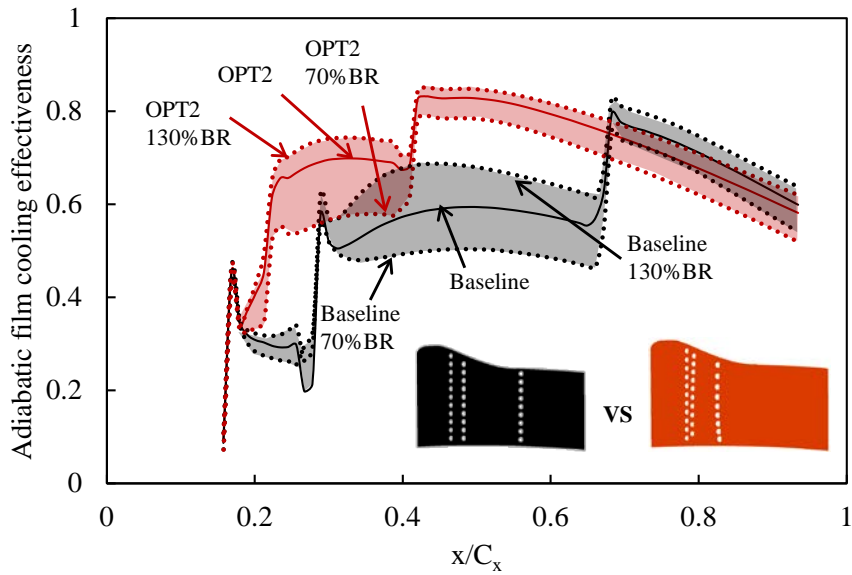 Adiabatic film cooling effectiveness
1
0.8
0.6
0.4
0.2
0
OPT2
130%BR
OPT2
OPT2
70%BR
Baseline
70%BR
Baseline
Baseline
130%BR
VS
0
0.2
0.4
0.6
0.8
1
x/Cₓ